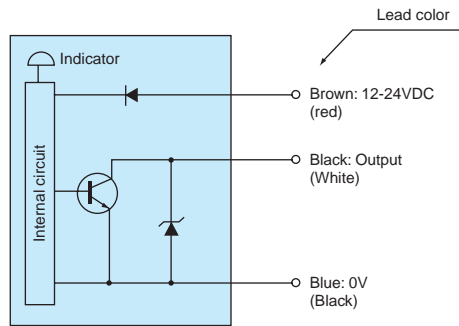 Lead color
Indicator
Brown: 12-24VDC
(red)
Internal circuit
Black: Output
(White)
Blue: 0V
(Black)